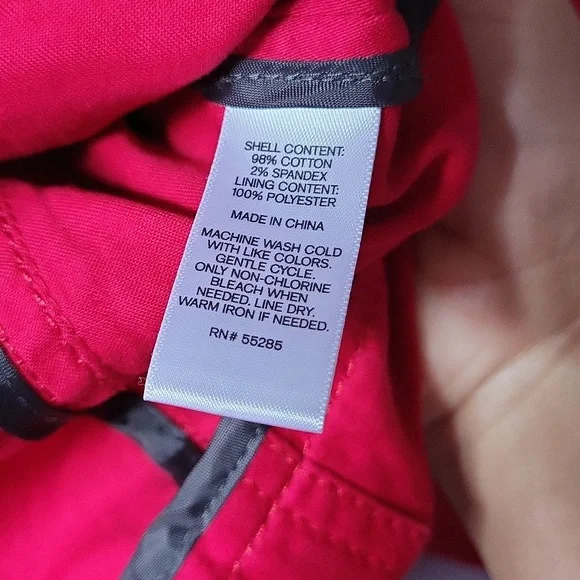 SHELL CONTENT:
98% COTTON
2% SPANDEX
LINING CONTENT:
100% POLYESTER
MADE IN CHINA
MACHINE WASH COLD
WITH LIKE COLORS.
GENTLE CYCLE.
ONLY NON-CHLORINE
BLEACH WHEN
NEEDED. LINE DRY.
WARM IRON IF NEEDED.
RN# 55285